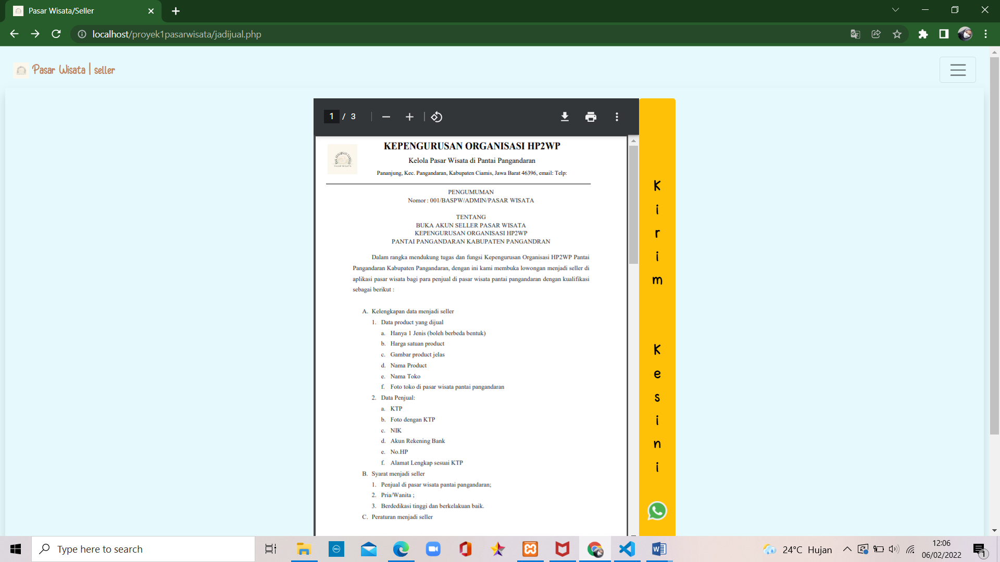 Pasar Wisata/Seller
localhost/proyek1pasarwisata/jadijual.php
Pasar Wisata | seller
1 / 3
KEPENGURUSAN ORGANISASI HP2WP
Kelola Pasar Wisata di Pantai Pangandaran
Pananjung, Kec. Pangandaran, Kabupaten Ciamis, Jawa Barat 46396, email: Telp:
PENGUMUMAN
Nomor : 001/BASPW/ADMIN/PASAR WISATA
TENTANG
BUKA AKUN SELLER PASAR WISATA
KEPENGURUSAN ORGANISASI HP2WP
PANTAI PANGANDARAN KABUPATEN PANGANDRAN
Dalam rangka mendukung tugas dan fungsi Kepengurusan Organisasi HP2WP Pantai
Pangandaran Kabupaten Pangandaran, dengan ini kami membuka lowongan menjadi seller di
aplikasi pasar wisata bagi para penjual di pasar wisata pantai pangandaran dengan kualifikasi
sebagai berikut :
A. Kelengkapan data menjadi seller
1. Data product yang dijual
a. Hanya 1 Jenis (boleh berbeda bentuk)
b. Harga satuan product
c. Gambar product jelas
d. Nama Product
e. Nama Toko
f. Foto toko di pasar wisata pantai pangandaran
2. Data Penjual:
a. KTP
b. Foto dengan KTP
c. NIK
d. Akun Rekening Bank
e. No.HP
f. Alamat Lengkap sesuai KTP
B. Syarat menjadi seller
1. Penjual di pasar wisata pantai pangandaran;
2. Pria/Wanita ;
3. Berdedikasi tinggi dan berkelakuan baik.
C. Peraturan menjadi seller
Kirim Kesini
Type here to search
24°C Hujan
12:06
06/02/2022
1